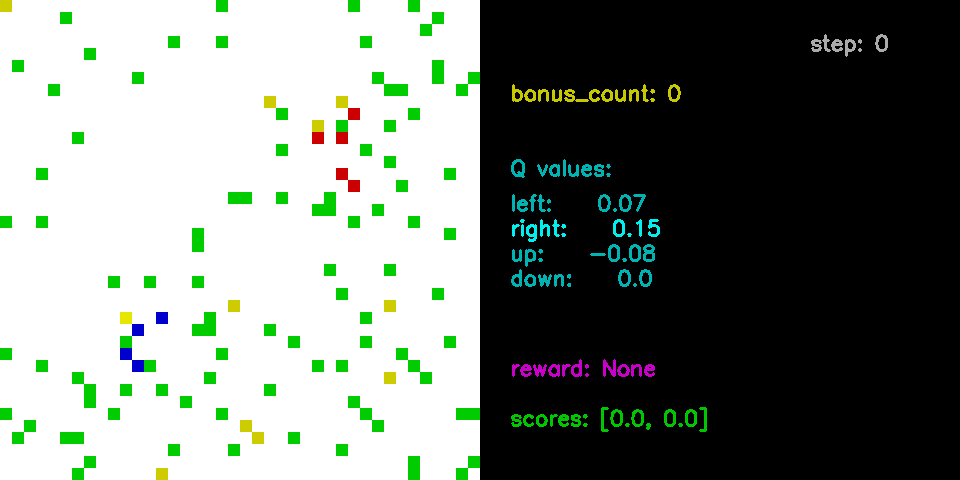 step: 0
bonus_count: 0
Q values:
left: 0.07
right: 0.15
up: −0.08
down: 0.0
reward: None
scores: [0.0, 0.0]